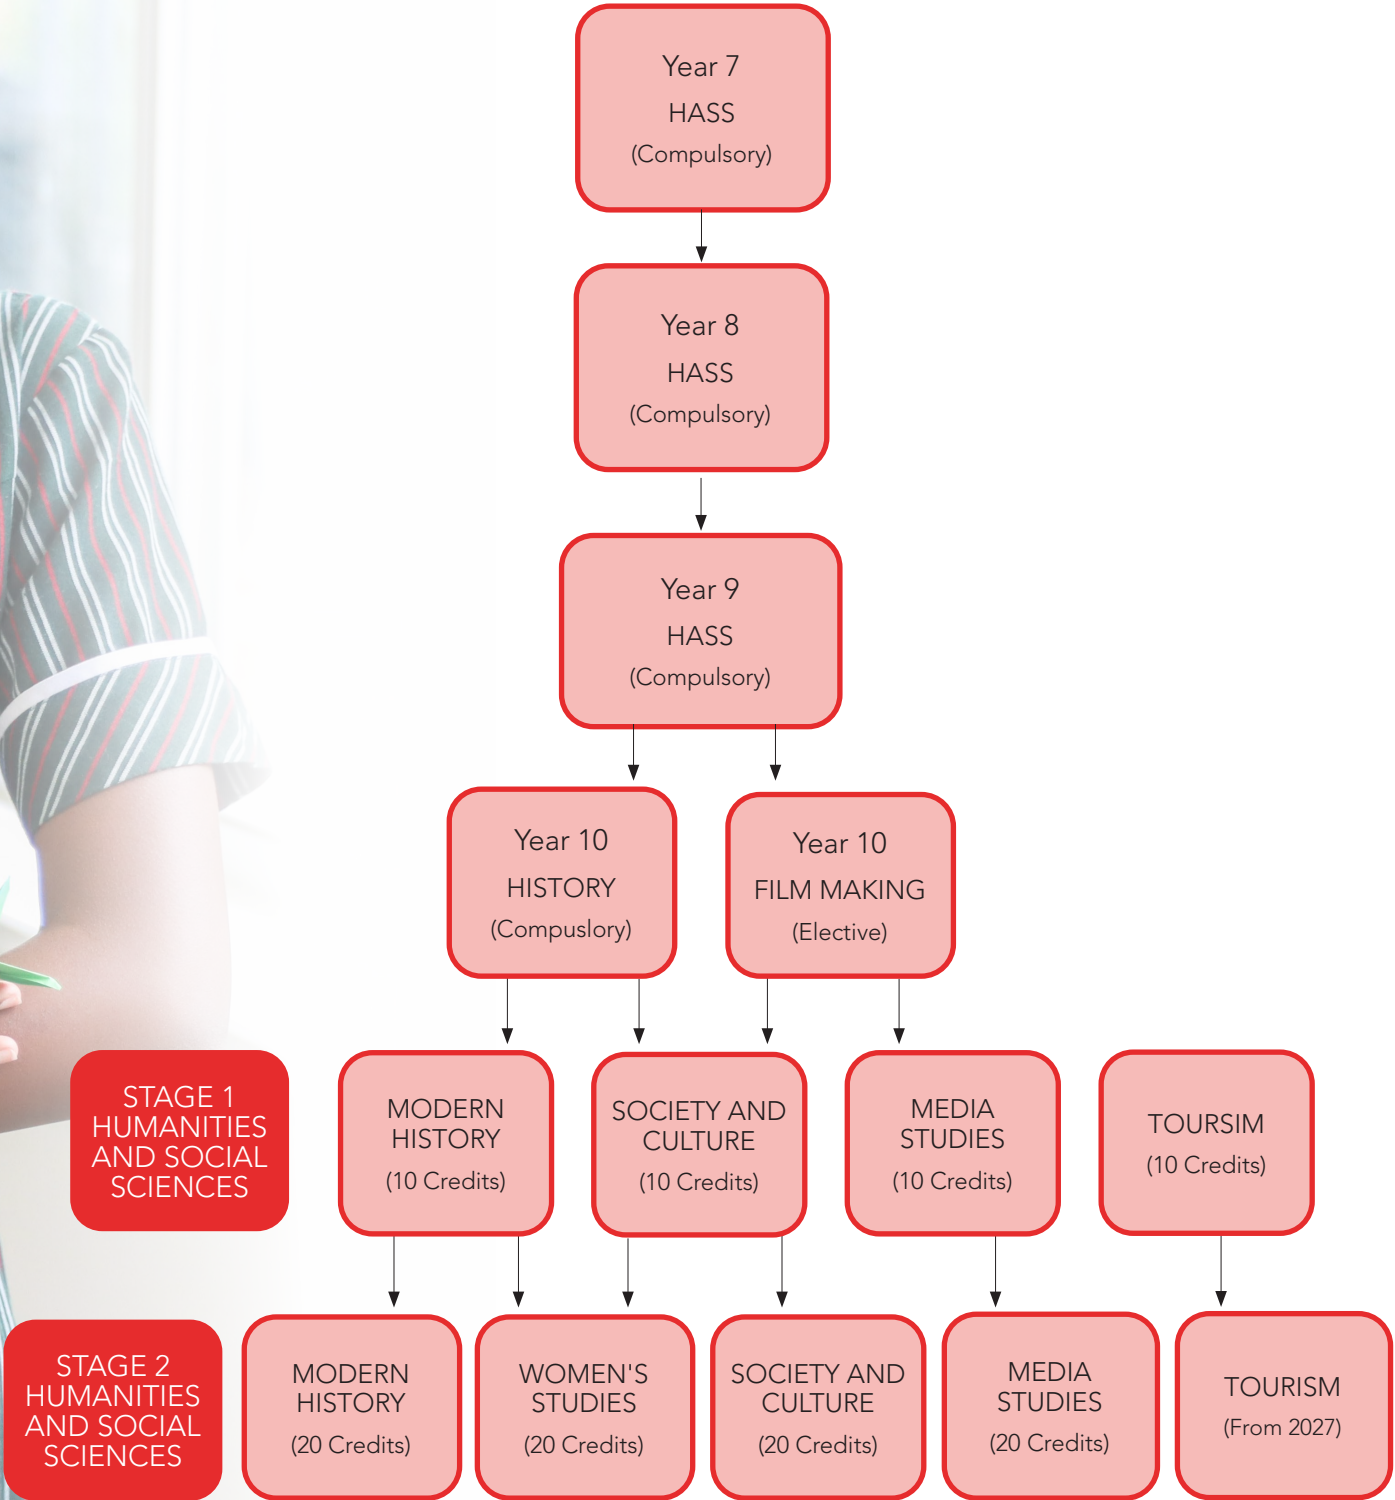 Year 7
HASS
(Compulsory)
Year 8
HASS
(Compulsory)
Year 9
HASS
(Compulsory)
Year 10
HISTORY
(Compuslory)
Year 10
FILM MAKING
(Elective)
STAGE 1
HUMANITIES
AND SOCIAL
SCIENCES
MODERN
HISTORY
(10 Credits)
SOCIETY AND
CULTURE
(10 Credits)
MEDIA
STUDIES
(10 Credits)
TOURSIM
(10 Credits)
STAGE 2
HUMANITIES
AND SOCIAL
SCIENCES
MODERN
HISTORY
(20 Credits)
WOMEN'S
STUDIES
(20 Credits)
SOCIETY AND
CULTURE
(20 Credits)
MEDIA
STUDIES
(20 Credits)
TOURISM
(From 2027)